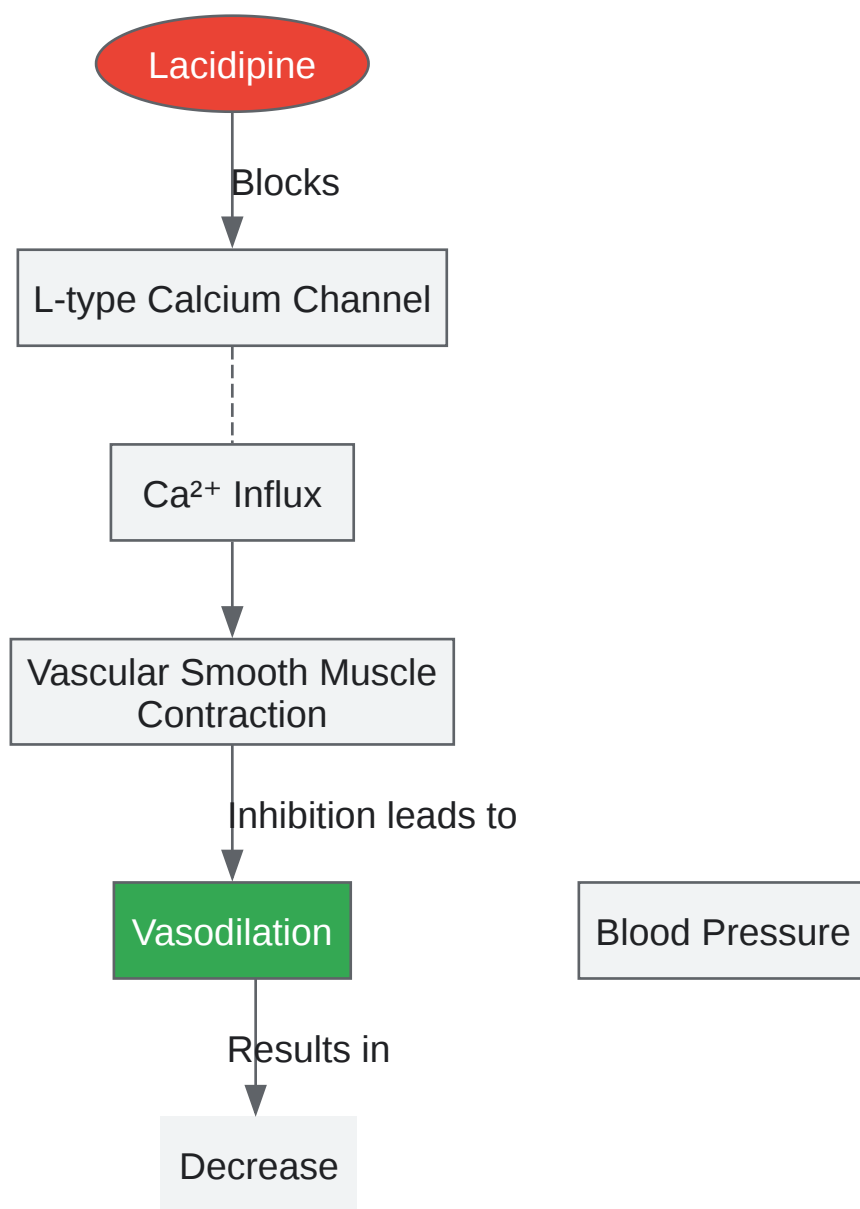 Lacidipine
Blocks
L-type Calcium Channel
Ca²⁺ Influx
Vascular Smooth Muscle
Contraction
Inhibition leads to
Vasodilation
Blood Pressure
Results in
Decrease